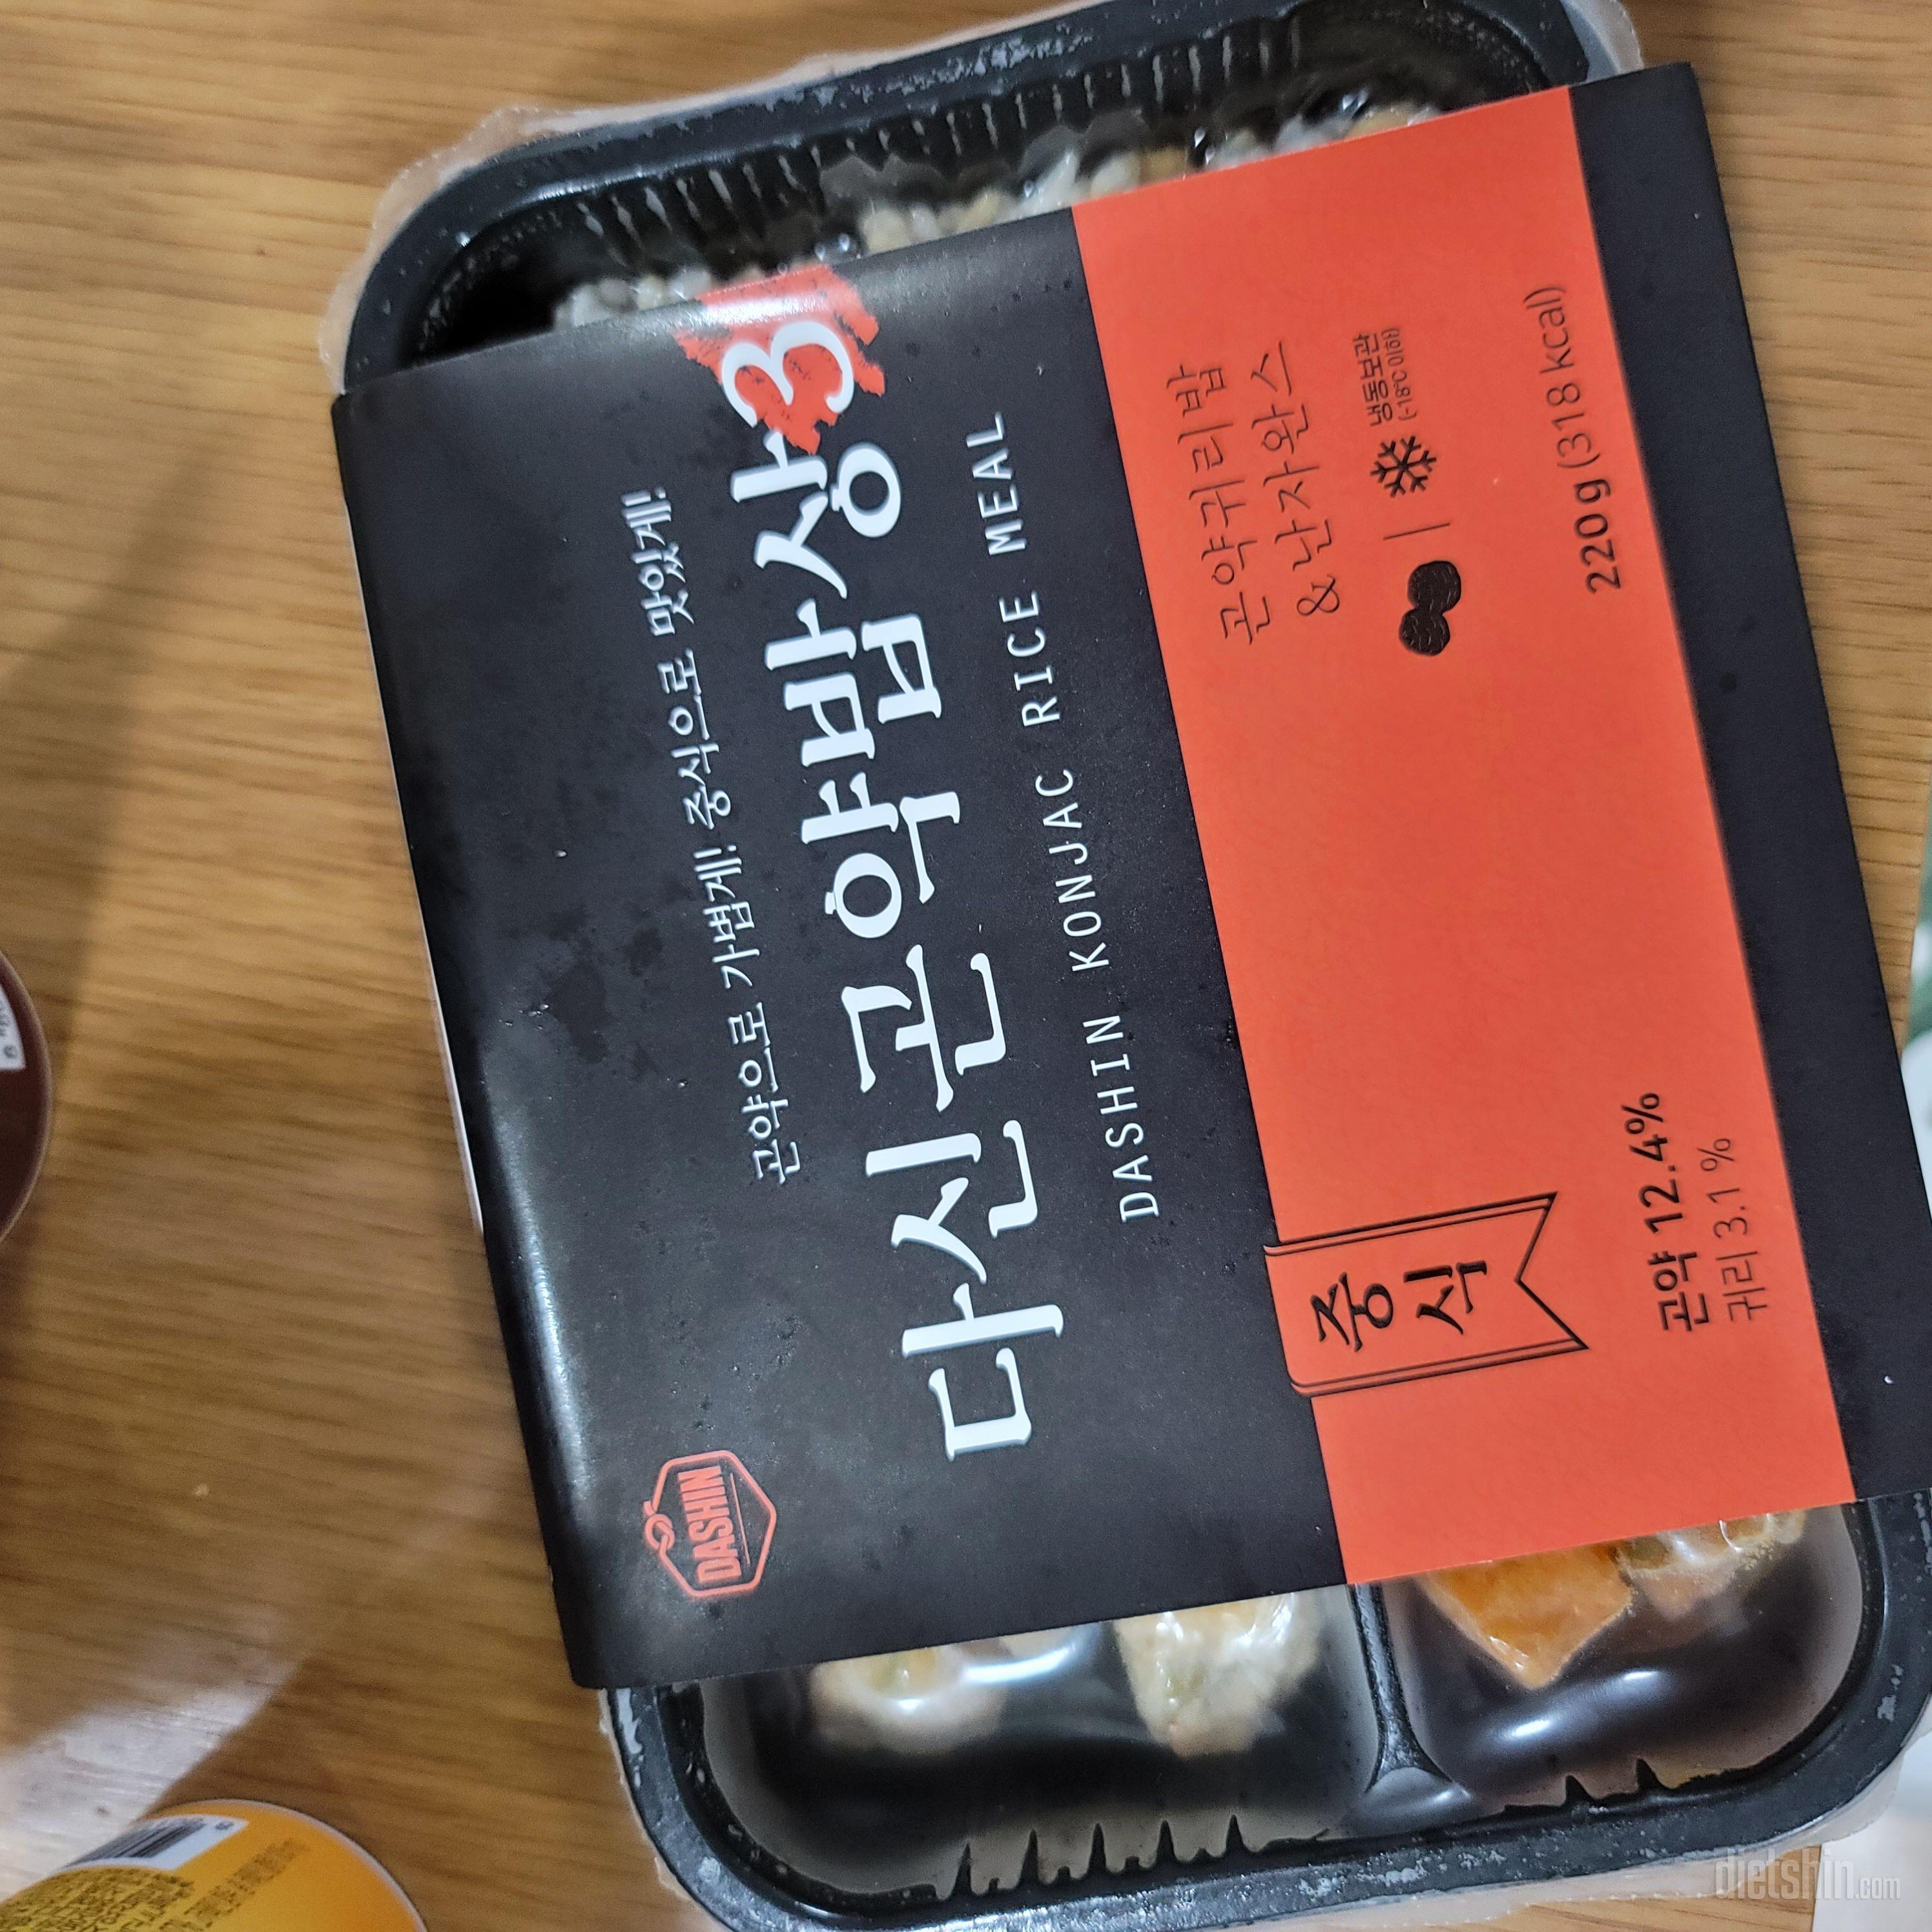 곤약으로 가볍게! 중식으로 맛있게!
다신곤약밥상3
DASHIN KONJAC RICE MEAL
DASHIN
곤약귀리밥
&난자완스
냉동보관
(-18℃ 이하)
중
식
곤약 12.4%
귀리 3.1%
220g (318 kcal)
dietshin.com